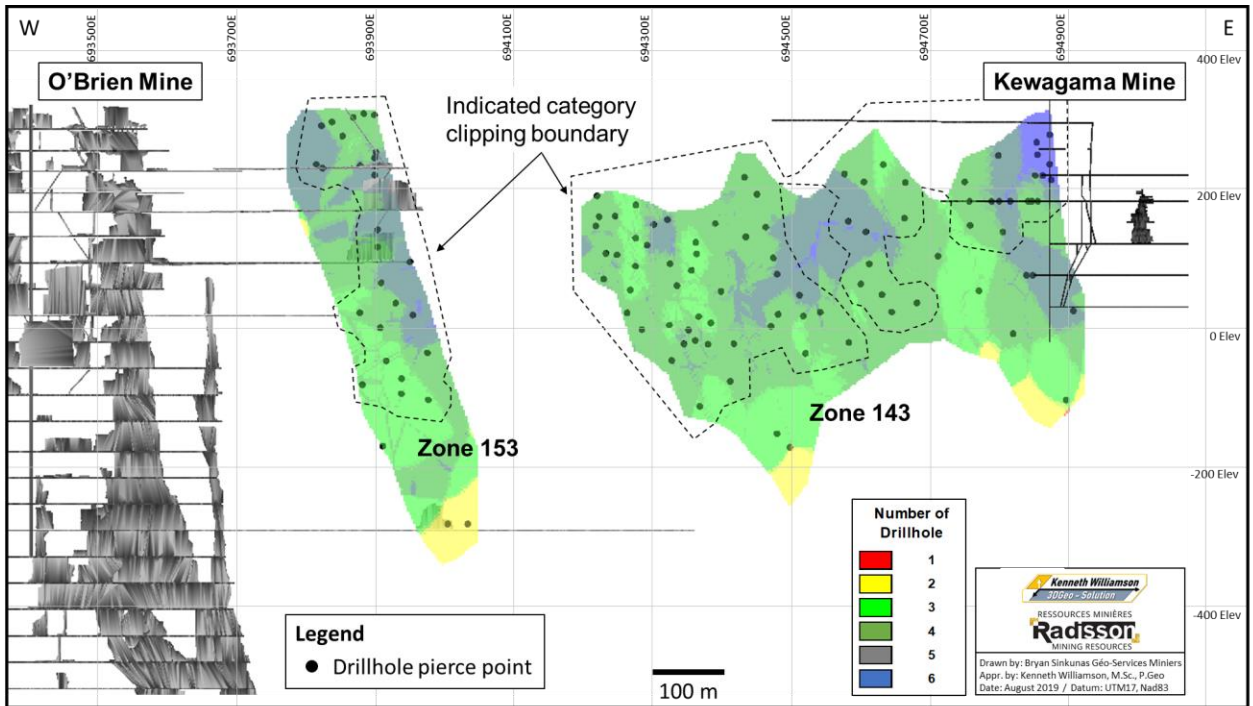 W
693500E
693700E
693900E
694100E
694300E
694500E
694700E
694900E
E
400 Elev
O'Brien Mine
Indicated category
clipping boundary
Kewagama Mine
200 Elev
0 Elev
Zone 153
Zone 143
-200 Elev
-400 Elev
Legend
Drillhole pierce point
100 m
Number of
Drillhole
1
2
3
4
5
6
Kenneth Williamson
3DGeo - Solution
RESSOURCES MINIÈRES
Radisson
MINING RESOURCES
Drawn by: Bryan Sinkunas Géo-Services Miniers
Appr. by: Kenneth Williamson, M.Sc., P.Geo
Date: August 2019 / Datum: UTM17, Nad83